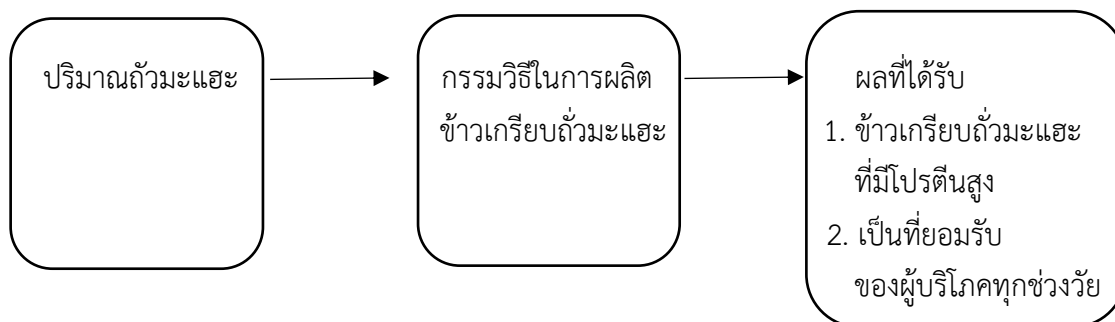 ปริมาณถัวมะแฮะ
กรรมวิธีในการผลิต
ข้าวเกรียบถั่วมะแฮะ
ผลที่ได้รับ
1. ข้าวเกรียบถั่วมะแฮะ
ที่มีโปรตีนสูง
2. เป็นที่ยอมรับ
ของผู้บริโภคทุกช่วงวัย